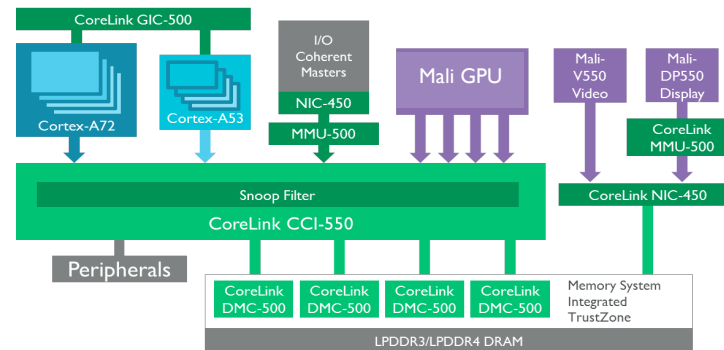 CoreLink GIC-500
Cortex-A72
Cortex-A53
I/O
Coherent
Masters
NIC-450
MMU-500
Mali GPU
Mali-
V550
Video
Mali-
DP550
Display
CoreLink
MMU-500
CoreLink NIC-450
Snoop Filter
CoreLink CCI-550
Peripherals
CoreLink
DMC-500
CoreLink
DMC-500
CoreLink
DMC-500
CoreLink
DMC-500
Memory System
Integrated
TrustZone
LPDDR3/LPDDR4 DRAM